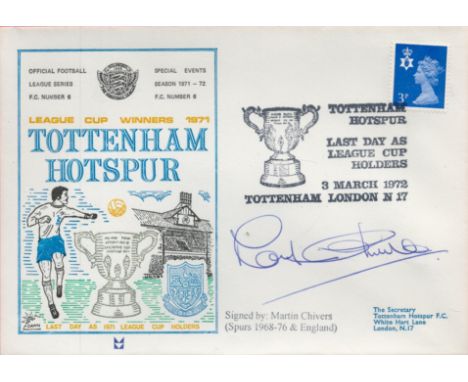 OFFICIAL FOOTBALL
LEAGUE SERIES
F.C. NUMBER 6
SPECIAL EVENTS
SEASON 1971-72
F.C. NUMBER 6
LEAGUE CUP WINNERS 1971
TOTTENHAM
HOTSPUR
LAST DAY AS 1971 LEAGUE CUP HOLDERS
TOTTENHAM
HOTSPUR
LAST DAY AS
LEAGUE CUP
HOLDERS
3 MARCH 1972
TOTTENHAM LONDON N 17
3P
Signed by: Martin Chivers
(Spurs 1968-76 & England)
The Secretary
Tottenham Hotspur F.C.
White Hart Lane
London, N.17